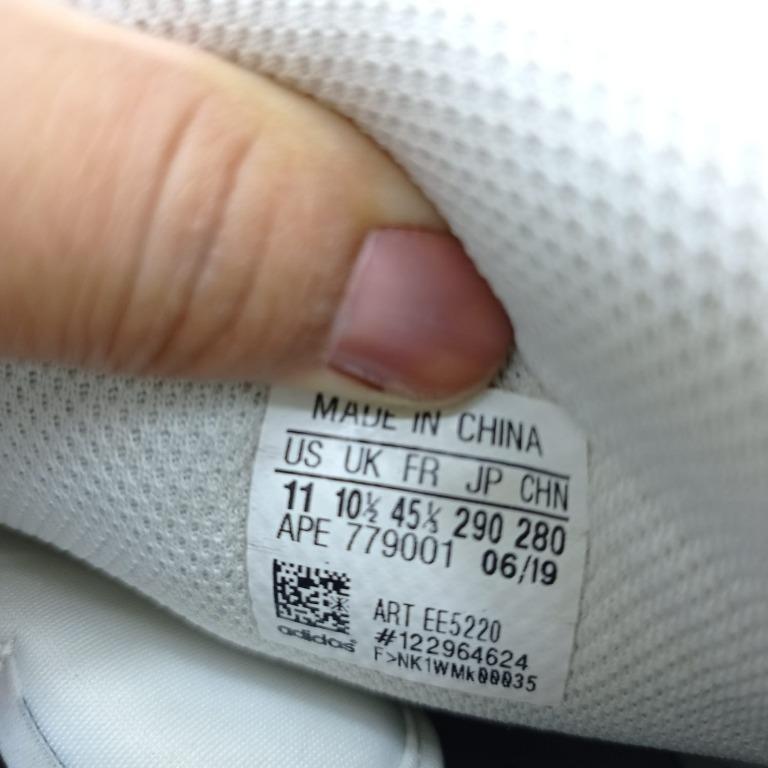 MADE IN CHINA
US UK FR JP CHN
11 10½ 45⅓ 290 280
APE 779001 06/19
ART EE5220
#122964624
F>NK1WMk00035
adidas